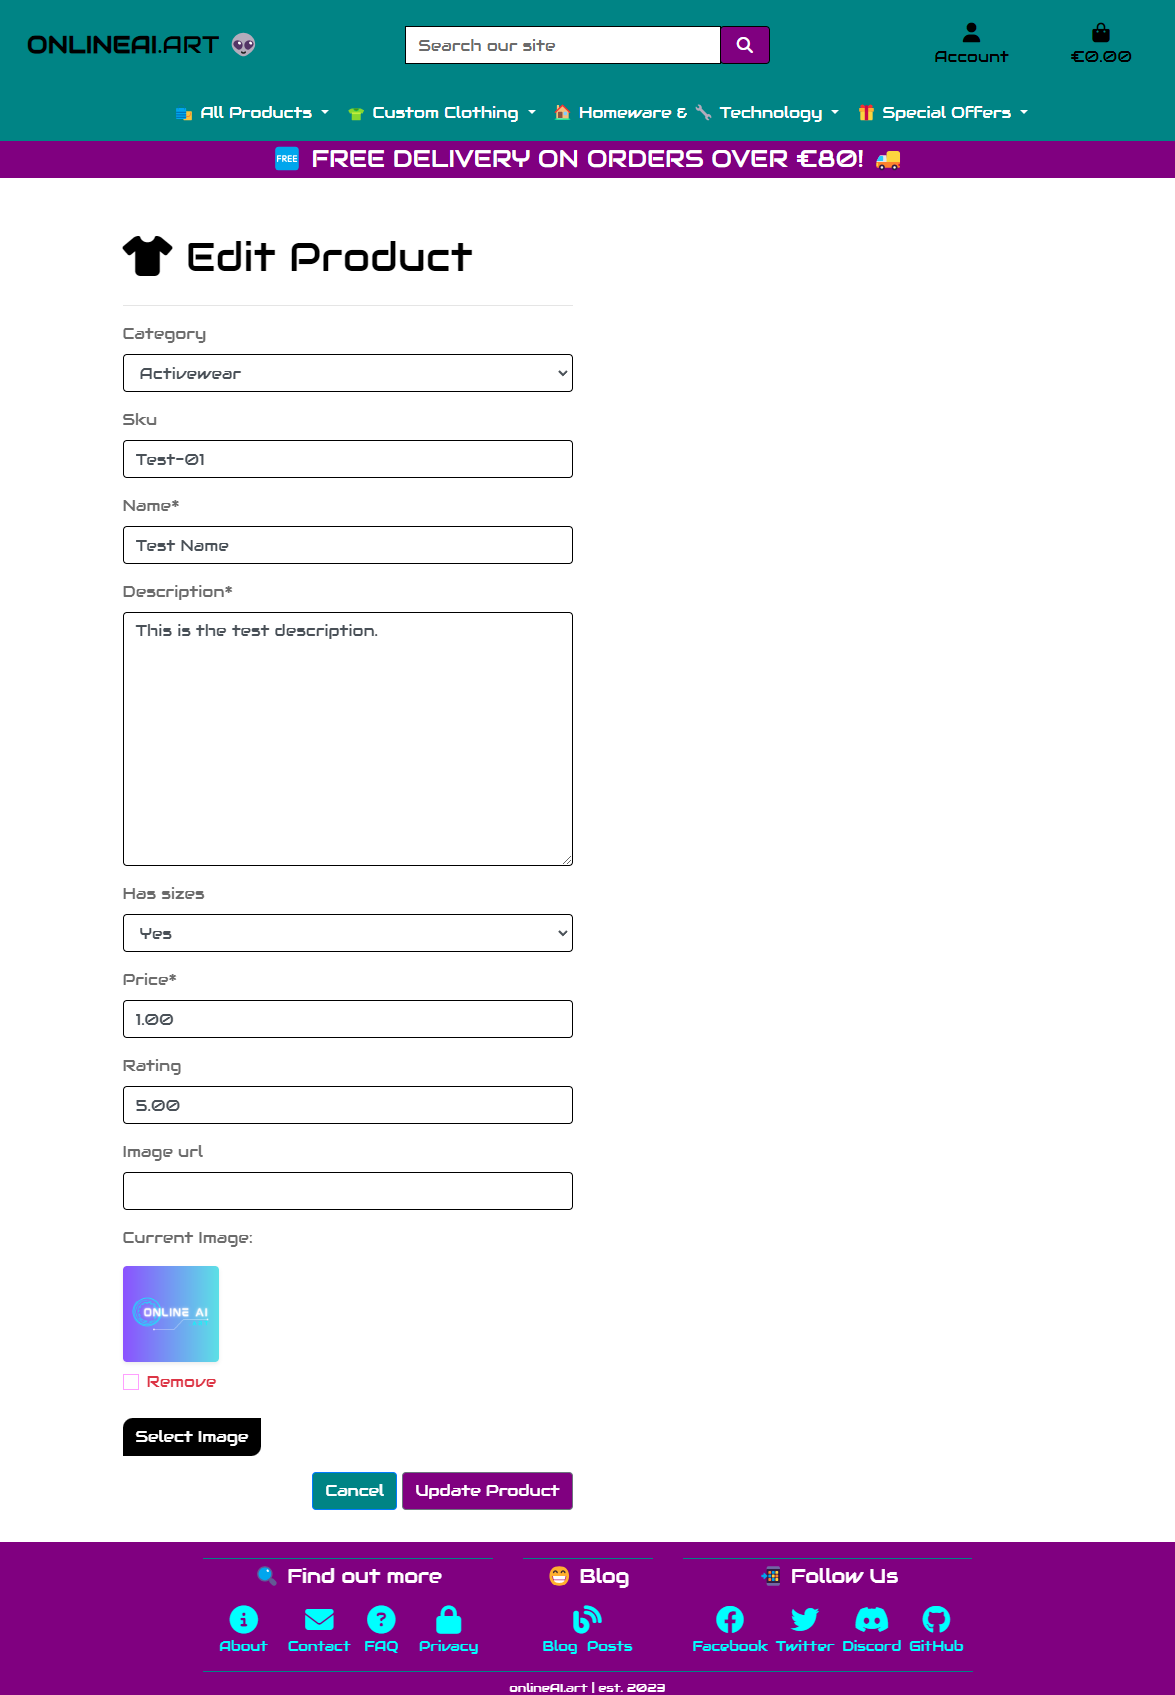 ONLINEAI.ART
Search our site
Account
€0.00
All Products
Custom Clothing
Homeware & Technology
Special Offers
FREE FREE DELIVERY ON ORDERS OVER €80!
Edit Product
Category
Activewear
Sku
Test-01
Name*
Test Name
Description*
This is the test description.
Has sizes
Yes
Price*
1.00
Rating
5.00
Image url
Current Image:
ONLINE AI
Remove
Select Image
Cancel Update Product
Find out more
About Contact FAQ Privacy
Blog
Blog Posts
Follow Us
Facebook Twitter Discord GitHub
onlineAI.art | est. 2023